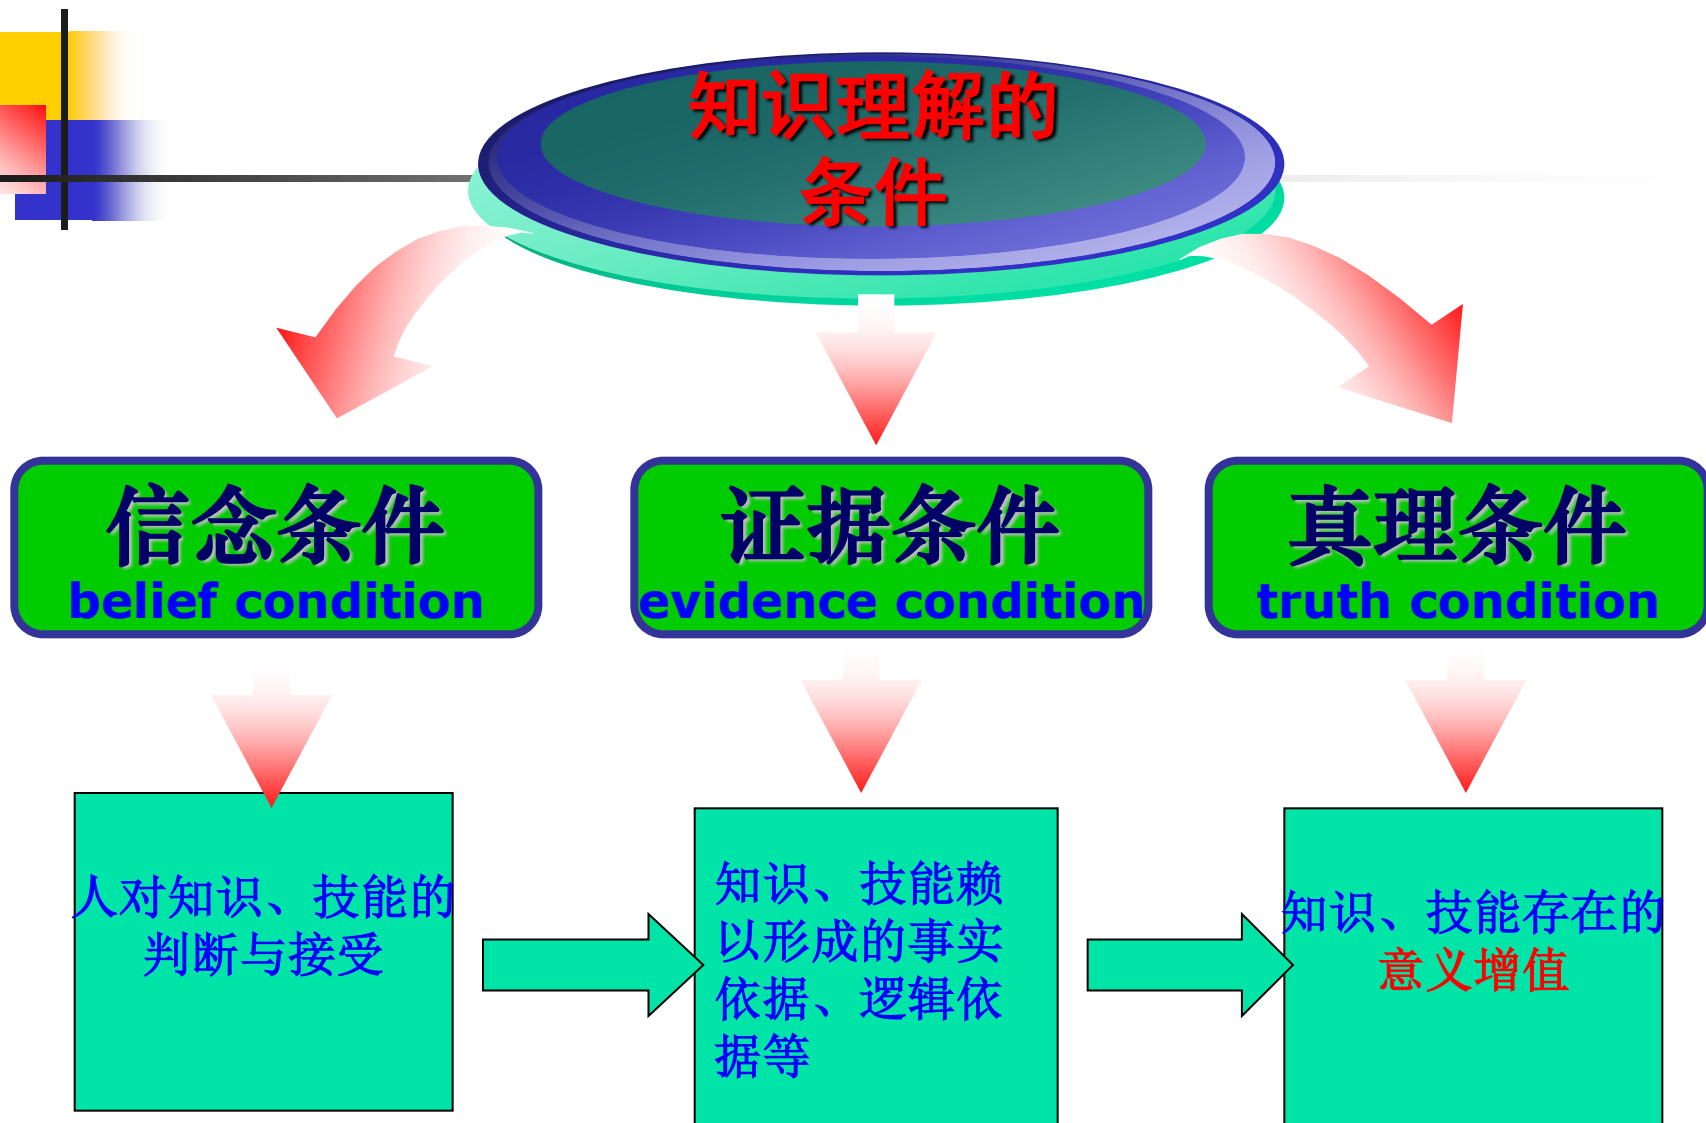 知识理解的
条件
信念条件
belief condition
证据条件
evidence condition
真理条件
truth condition
人对知识、技能的
判断与接受
知识、技能赖
以形成的事实
依据、逻辑依
据等
知识、技能存在的
意义增值